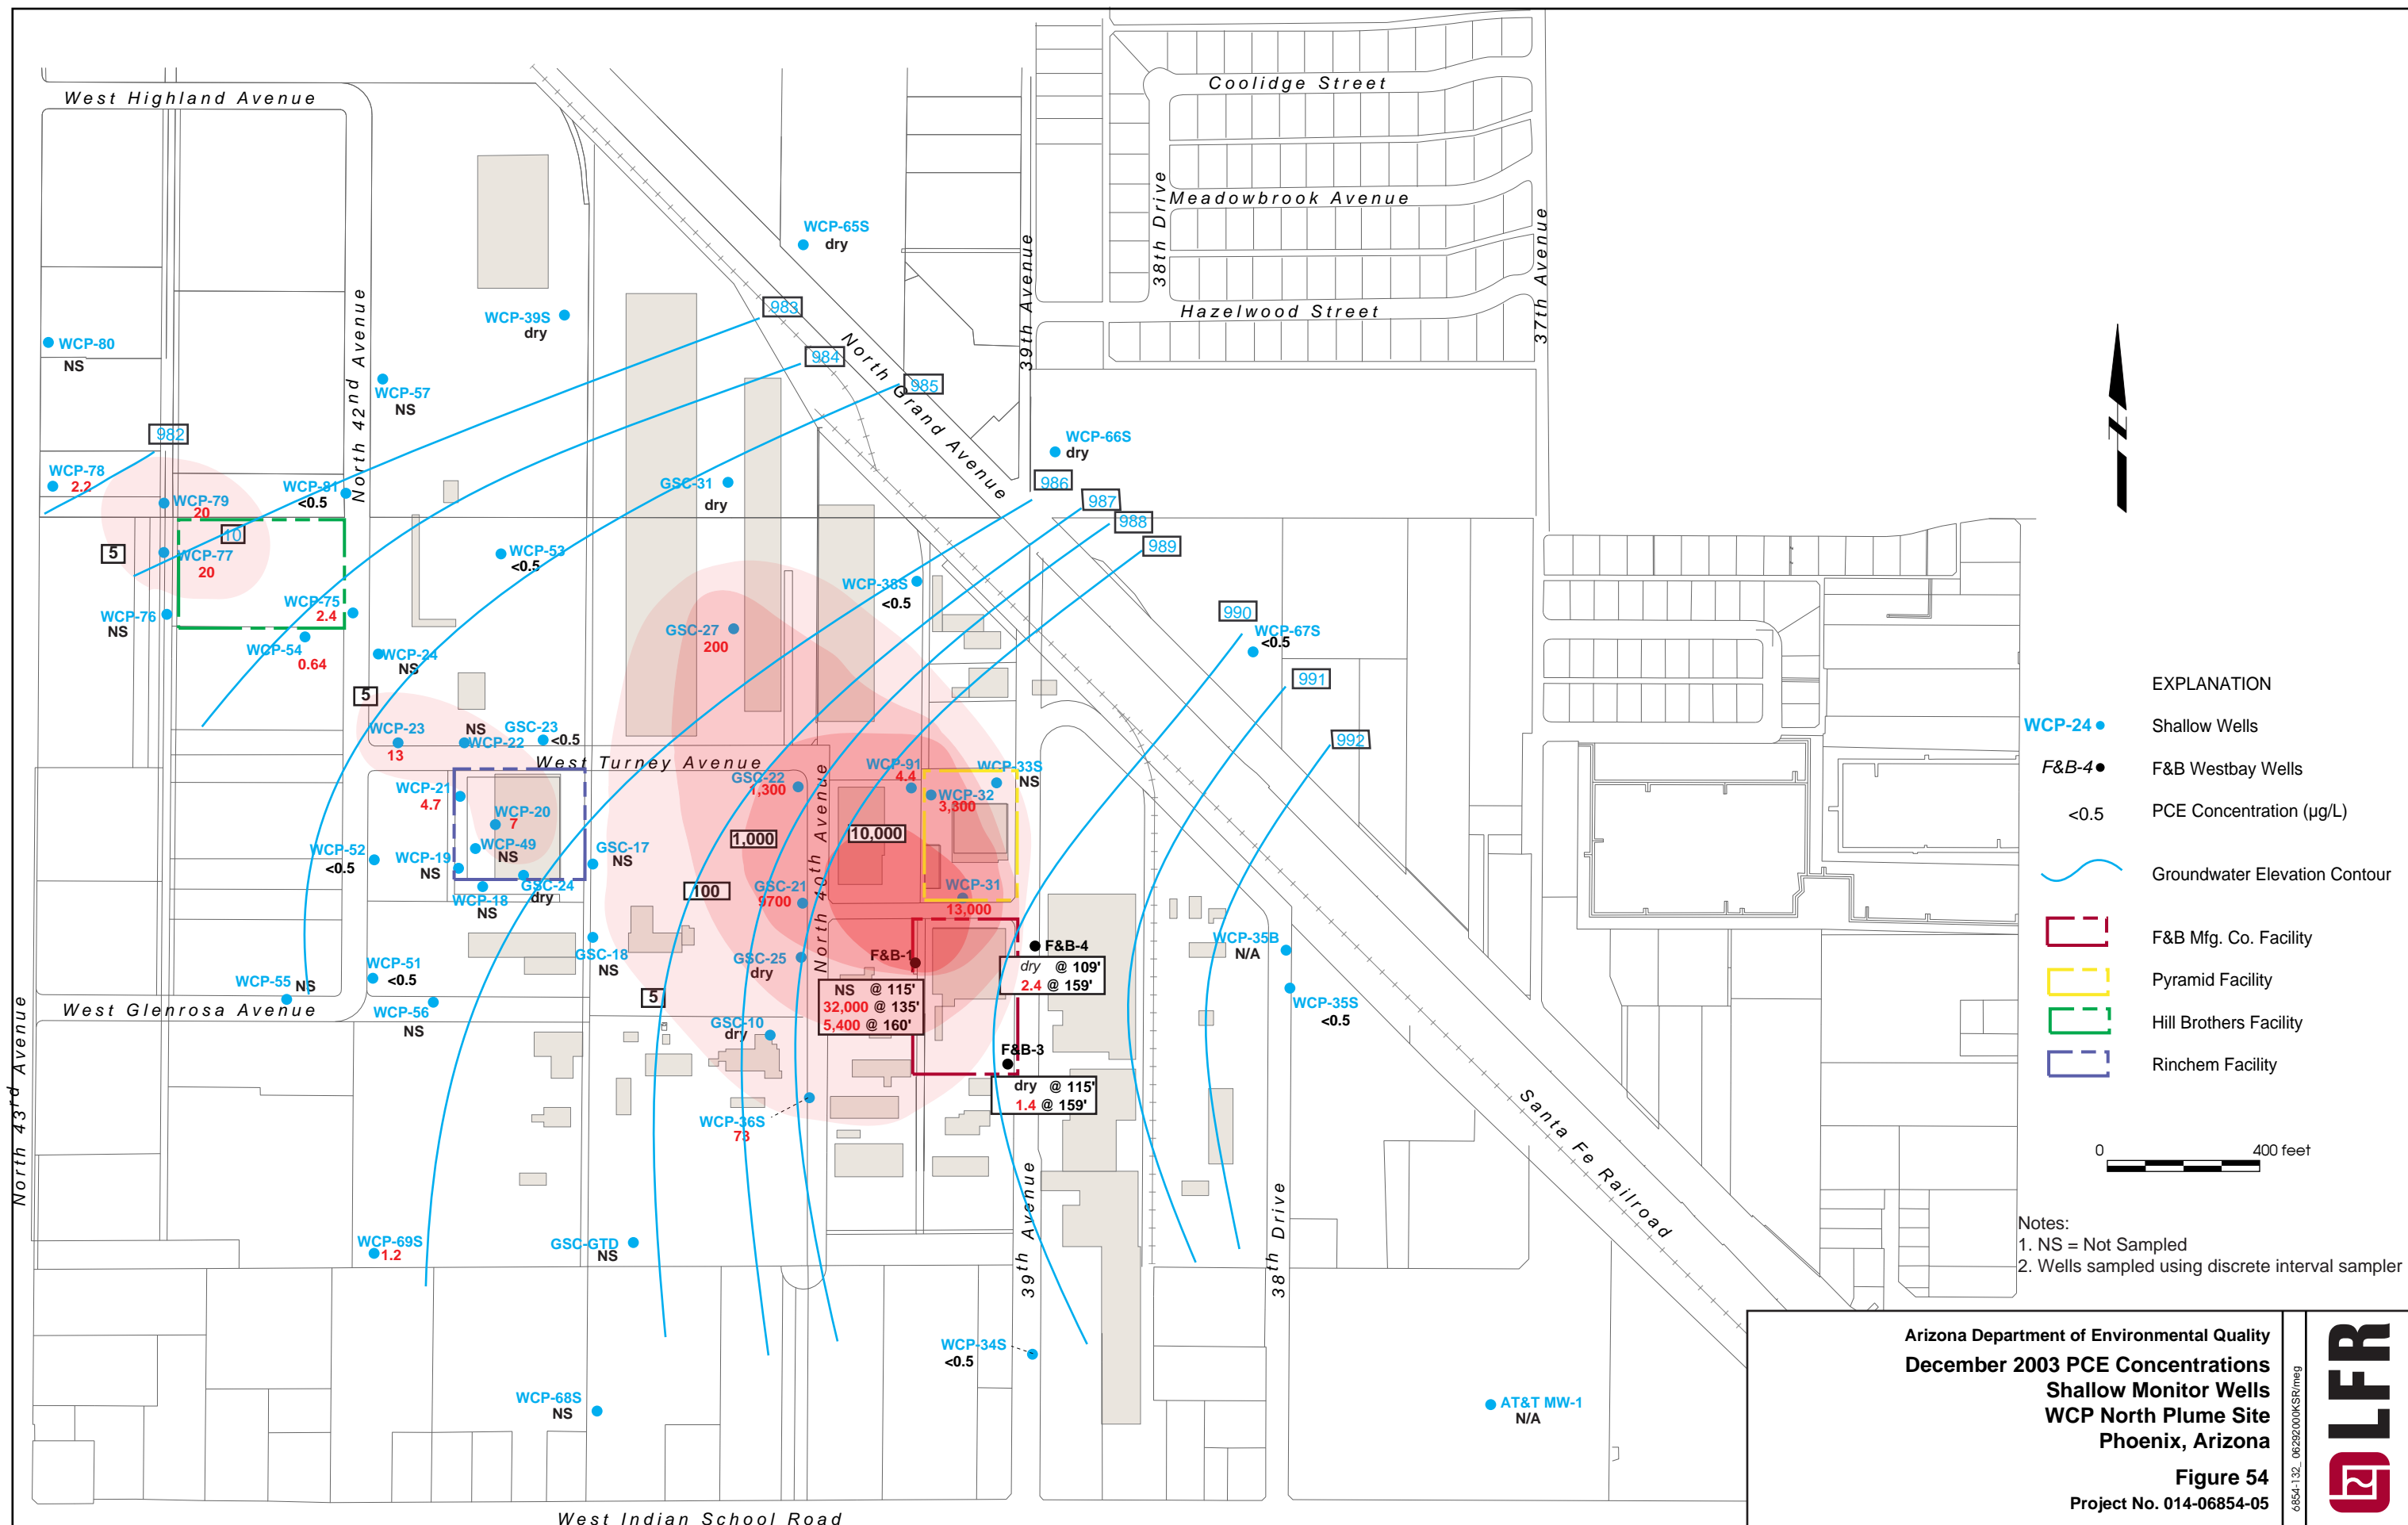 West Highland Avenue
Coolidge Street
Meadowbrook Avenue
Hazelwood Street
38th Drive
39th Avenue
37th Avenue
North 42nd Avenue
North Grand Avenue
WCP-65S
dry
WCP-39S
dry
983
984
985
WCP-80
NS
WCP-57
NS
982
WCP-66S
dry
986
987
988
989
WCP-78
2.2
WCP-79
20
WCP-81
<0.5
GSC-31
dry
10
5
WCP-77
20
WCP-53
<0.5
WCP-38S
<0.5
WCP-76
NS
WCP-75
2.4
WCP-54
0.64
WCP-24
NS
GSC-27
200
990
WCP-67S
<0.5
991
992
5
WCP-23
13
NS
WCP-22
GSC-23
<0.5
West Turney Avenue
WCP-21
4.7
WCP-20
7
WCP-49
NS
WCP-52
<0.5
WCP-19
NS
WCP-18
NS
GSC-24
dry
GSC-17
NS
GSC-22
1,300
WCP-91
4.4
WCP-32
3,300
WCP-33S
NS
1,000
10,000
100
GSC-21
9700
WCP-31
13,000
North 40th Avenue
GSC-18
NS
GSC-25
dry
F&B-1
F&B-4
dry @ 109'
2.4 @ 159'
NS @ 115'
32,000 @ 135'
5,400 @ 160'
WCP-35B
N/A
WCP-35S
<0.5
WCP-55
NS
WCP-51
<0.5
West Glenrosa Avenue
WCP-56
NS
5
GSC-10
dry
F&B-3
dry @ 115'
1.4 @ 159'
WCP-36S
73
North 43rd Avenue
WCP-69S
1.2
GSC-GTD
NS
39th Avenue
38th Drive
Santa Fe Railroad
WCP-34S
<0.5
WCP-68S
NS
AT&T MW-1
N/A
West Indian School Road
N
EXPLANATION
WCP-24
Shallow Wells
F&B-4
F&B Westbay Wells
<0.5
PCE Concentration (µg/L)
Groundwater Elevation Contour
F&B Mfg. Co. Facility
Pyramid Facility
Hill Brothers Facility
Rinchem Facility
0
400 feet
Notes:
1. NS = Not Sampled
2. Wells sampled using discrete interval sampler
Arizona Department of Environmental Quality
December 2003 PCE Concentrations
Shallow Monitor Wells
WCP North Plume Site
Phoenix, Arizona
Figure 54
Project No. 014-06854-05
6854-132_06292000KSR/meg
LFR